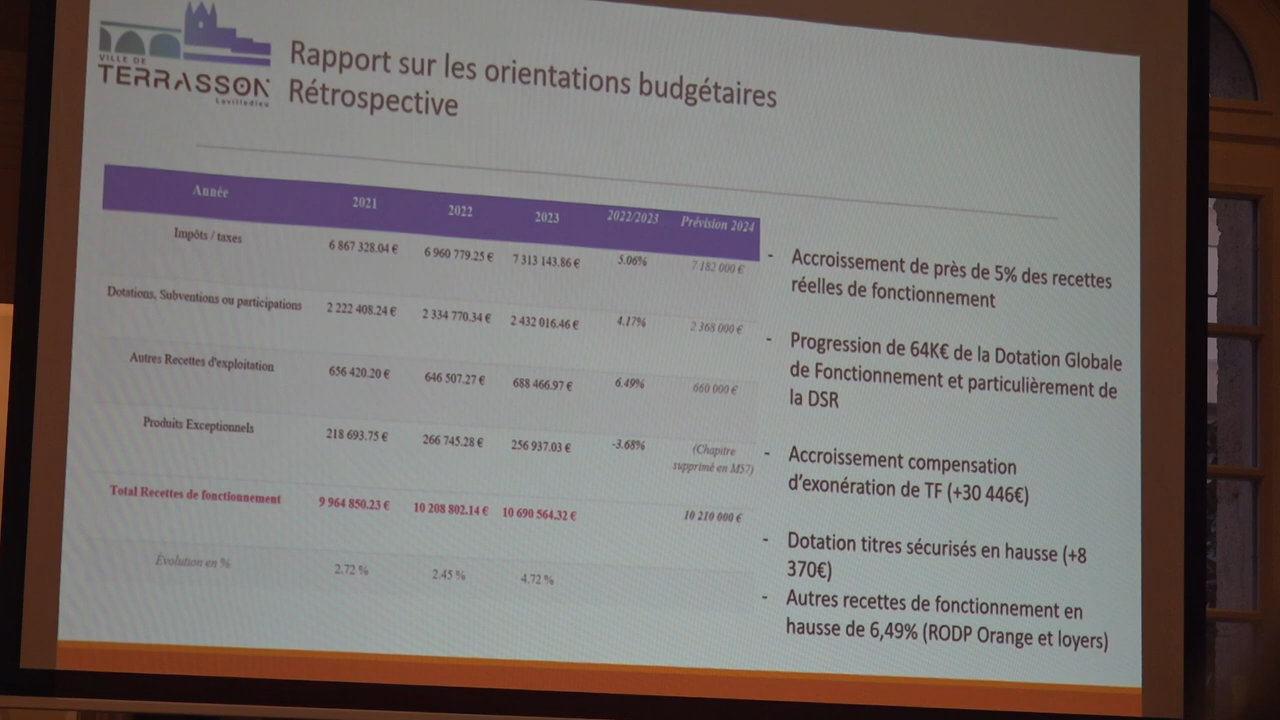 VILLE DE
TERRASSON
Lavilledieu
Rapport sur les orientations budgétaires
Rétrospective
Année 2021 2022 2023 2022/2023 Prévision 2024
Impôts / taxes 6 867 328.04 € 6 960 779.25 € 7 313 143.86 € 5.06% 7 182 000 €
Dotations, Subventions ou participations 2 222 408.24 € 2 334 770.34 € 2 432 016.46 € 4.17% 2 368 000 €
Autres Recettes d'exploitation 656 420.20 € 646 507.27 € 688 466.97 € 6.49% 660 000 €
Produits Exceptionnels 218 693.75 € 266 745.28 € 256 937.03 € -3.68% (Chapitre
supprimé en M57)
Total Recettes de fonctionnement 9 964 850.23 € 10 208 802.14 € 10 690 564.32 € 10 210 000 €
Évolution en % 2.72 % 2.45 % 4.72 %
- Accroissement de près de 5% des recettes
réelles de fonctionnement
- Progression de 64K€ de la Dotation Globale
de Fonctionnement et particulièrement de
la DSR
- Accroissement compensation
d'exonération de TF (+30 446€)
- Dotation titres sécurisés en hausse (+8
370€)
- Autres recettes de fonctionnement en
hausse de 6,49% (RODP Orange et loyers)